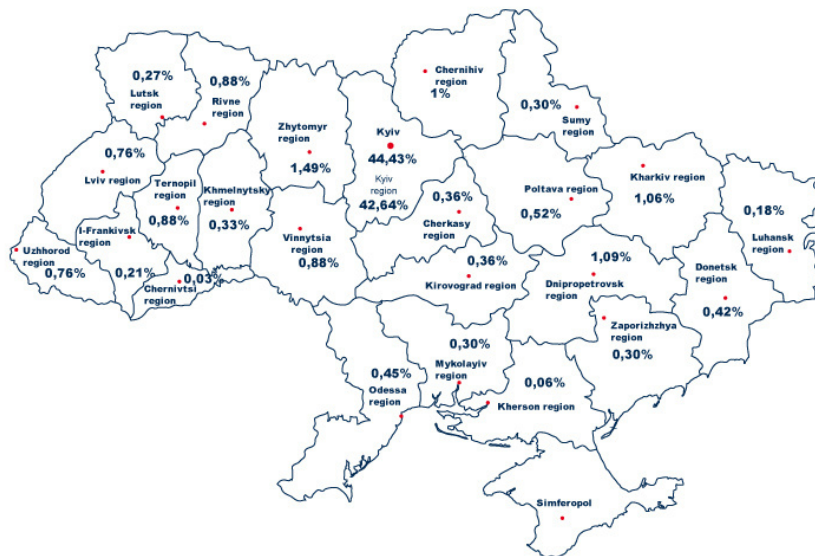 Chernihiv
region
1%
0,27%
Lutsk
region
0,88%
Rivne
region
0,30%
Sumy
region
Zhytomyr
region
1,49%
Kyiv
44,43%
Kyiv
region
42,64%
0,76%
Lviv region
Ternopil
region
0,88%
Khmelnytsky
region
0,33%
0,36%
Cherkasy
region
Poltava region
0,52%
Kharkiv region
1,06%
0,18%
Luhansk
region
I-Frankivsk
region
0,21%
Uzhhorod
region
0,76%
0,03%
Chernivtsi
region
Vinnytsia
region
0,88%
0,36%
Kirovograd region
1,09%
Dnipropetrovsk
region
Donetsk
region
0,42%
Zaporizhzhya
region
0,30%
0,45%
Odessa
region
0,30%
Mykolayiv
region
0,06%
Kherson region
Simferopol